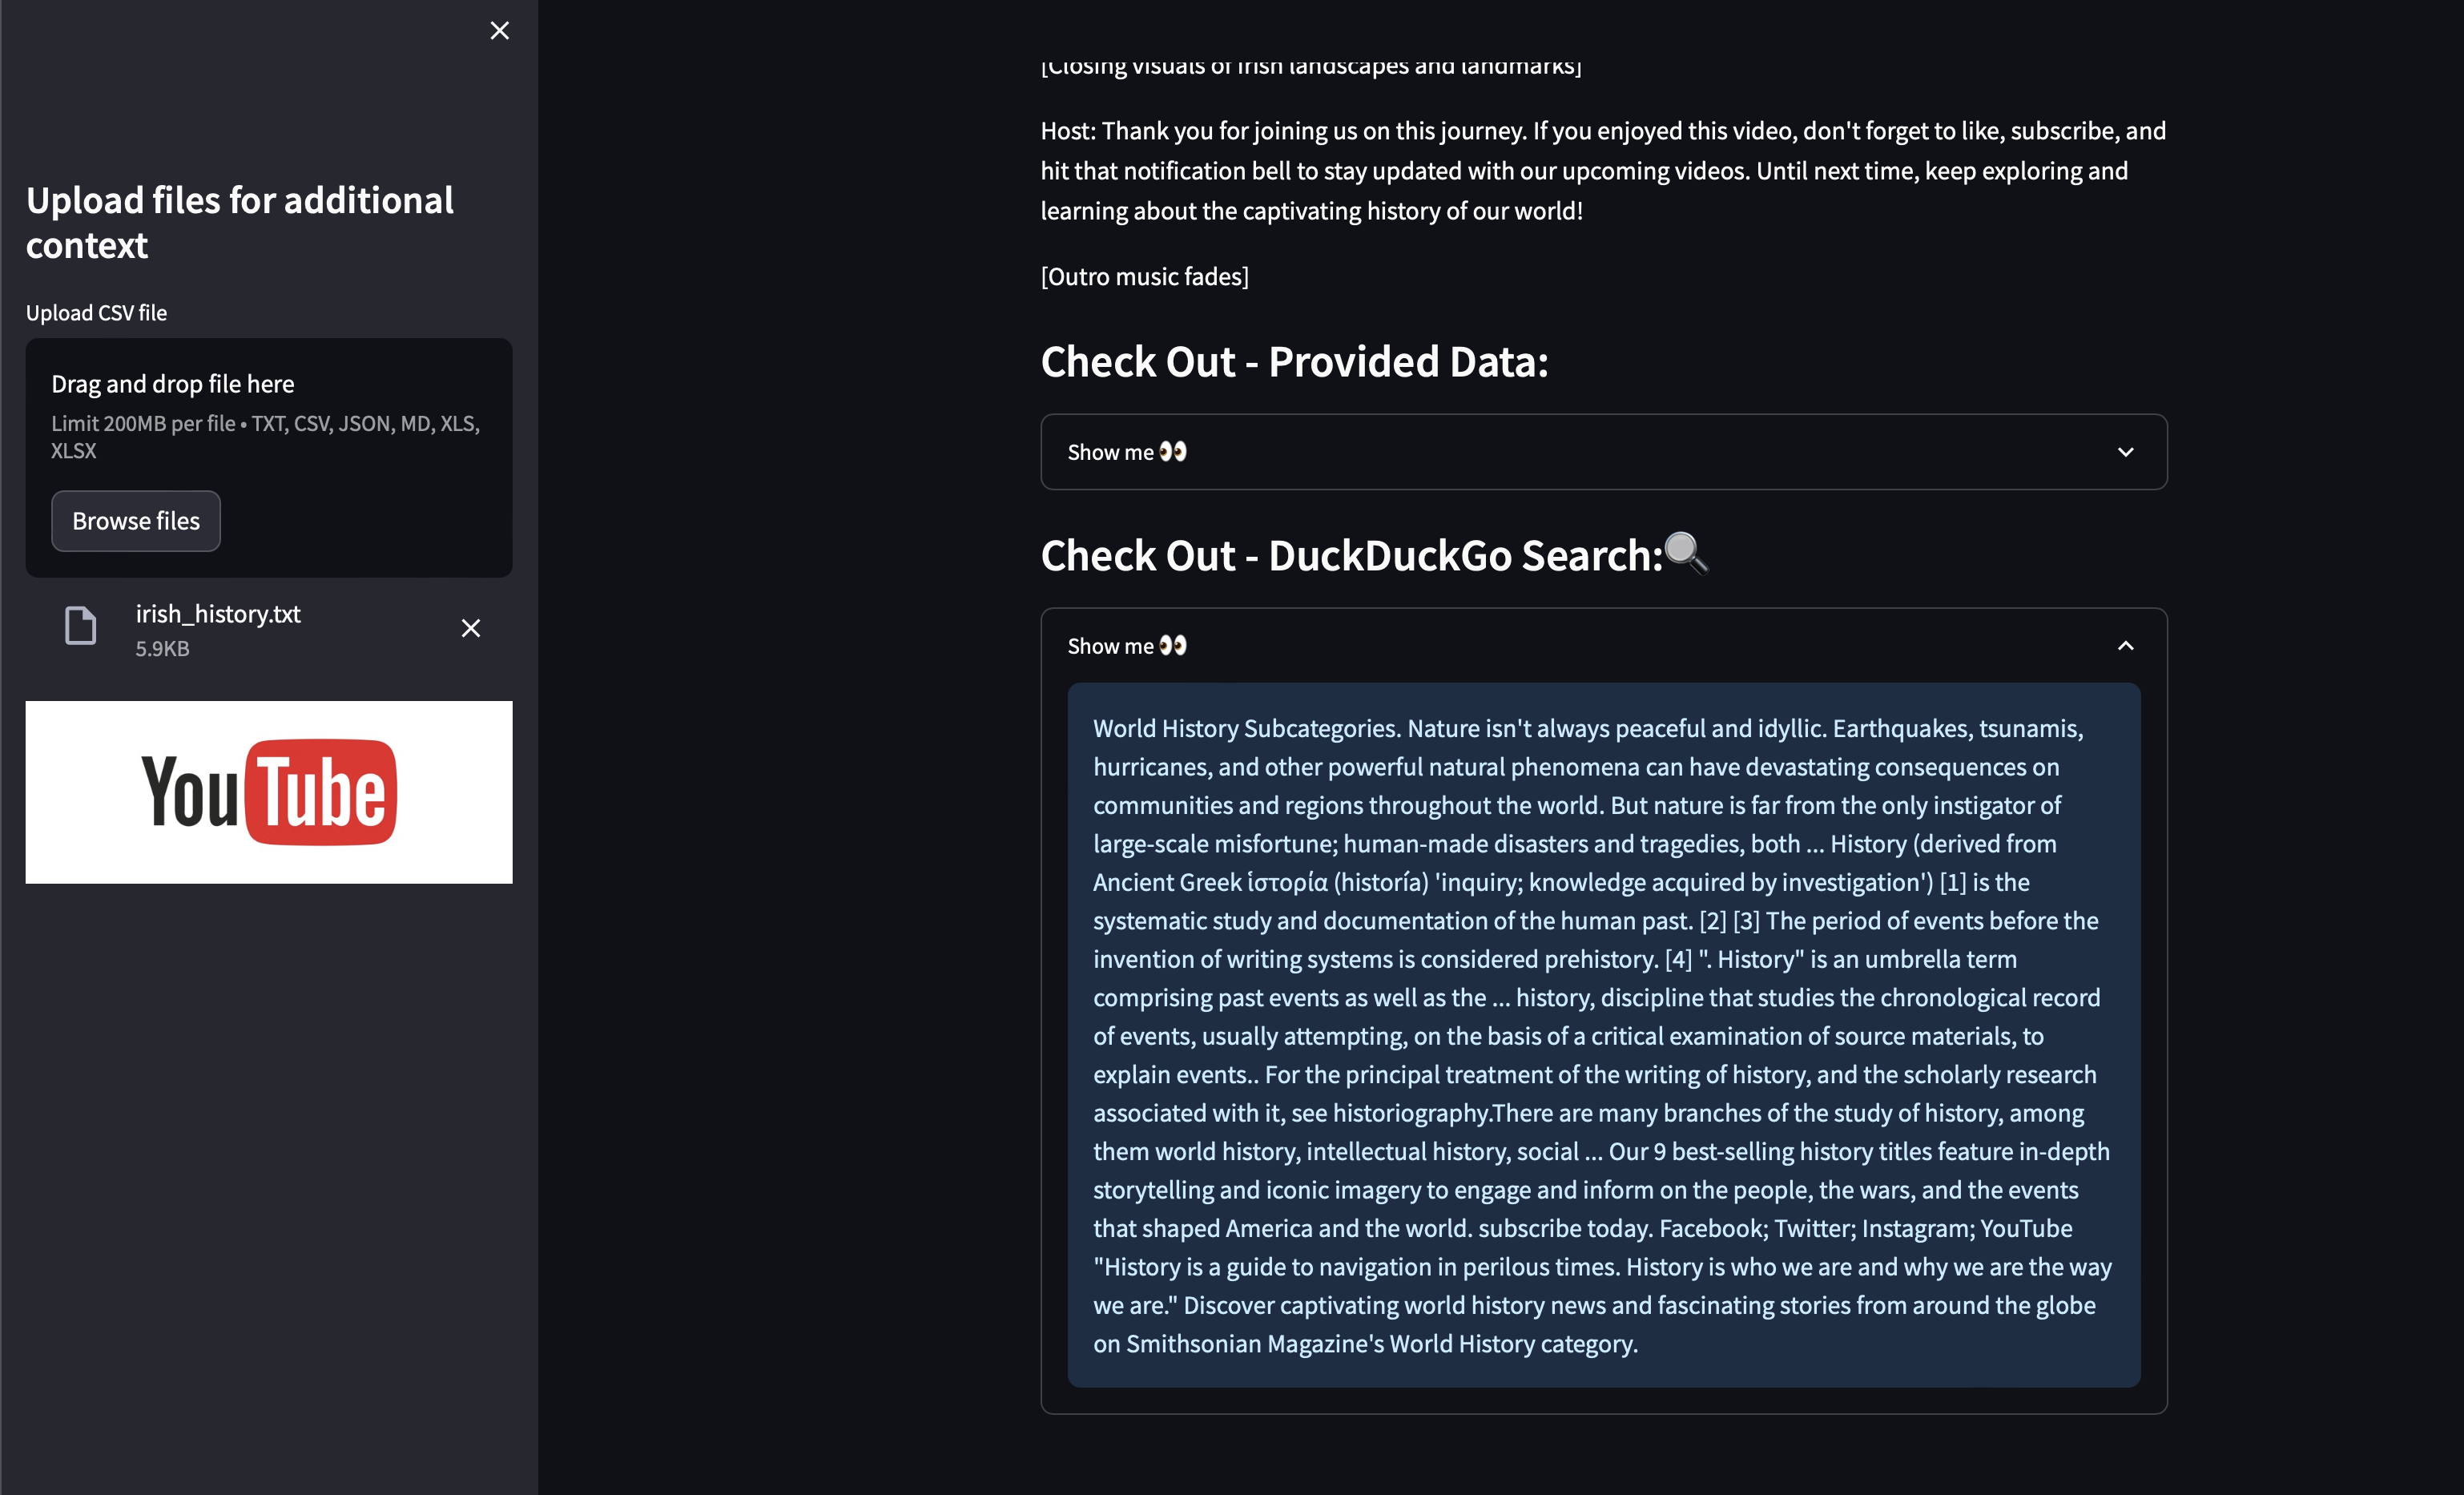 Upload files for additional
context
Upload CSV file
Drag and drop file here
Limit 200MB per file • TXT, CSV, JSON, MD, XLS,
XLSX
Browse files
irish_history.txt
5.9KB
YouTube
[Closing visuals of Irish landscapes and landmarks]
Host: Thank you for joining us on this journey. If you enjoyed this video, don't forget to like, subscribe, and
hit that notification bell to stay updated with our upcoming videos. Until next time, keep exploring and
learning about the captivating history of our world!
[Outro music fades]
Check Out - Provided Data:
Show me 👀
Check Out - DuckDuckGo Search:🔍
Show me 👀
World History Subcategories. Nature isn't always peaceful and idyllic. Earthquakes, tsunamis,
hurricanes, and other powerful natural phenomena can have devastating consequences on
communities and regions throughout the world. But nature is far from the only instigator of
large-scale misfortune; human-made disasters and tragedies, both ... History (derived from
Ancient Greek ἱστορία (historía) 'inquiry; knowledge acquired by investigation') [1] is the
systematic study and documentation of the human past. [2] [3] The period of events before the
invention of writing systems is considered prehistory. [4] ". History" is an umbrella term
comprising past events as well as the ... history, discipline that studies the chronological record
of events, usually attempting, on the basis of a critical examination of source materials, to
explain events.. For the principal treatment of the writing of history, and the scholarly research
associated with it, see historiography.There are many branches of the study of history, among
them world history, intellectual history, social ... Our 9 best-selling history titles feature in-depth
storytelling and iconic imagery to engage and inform on the people, the wars, and the events
that shaped America and the world. subscribe today. Facebook; Twitter; Instagram; YouTube
"History is a guide to navigation in perilous times. History is who we are and why we are the way
we are." Discover captivating world history news and fascinating stories from around the globe
on Smithsonian Magazine's World History category.